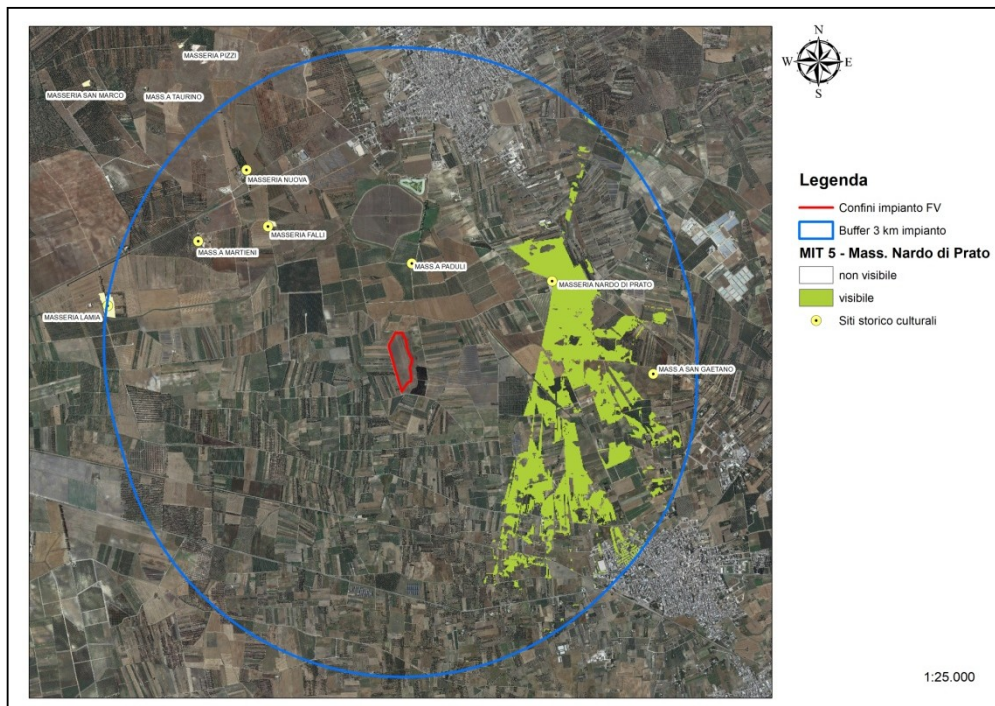 MASSERIA PIZZI
MASSERIA SAN MARCO
MASS.A TAURINO
MASSERIA NUOVA
MASSERIA FALLI
MASS.A MARTIENI
MASS.A PADULI
MASSERIA NARDO DI PRATO
MASSERIA LAMIA
MASS.A SAN GAETANO
N
W
E
S
Legenda
Confini impianto FV
Buffer 3 km impianto
MIT 5 - Mass. Nardo di Prato
non visibile
visibile
Siti storico culturali
1:25.000